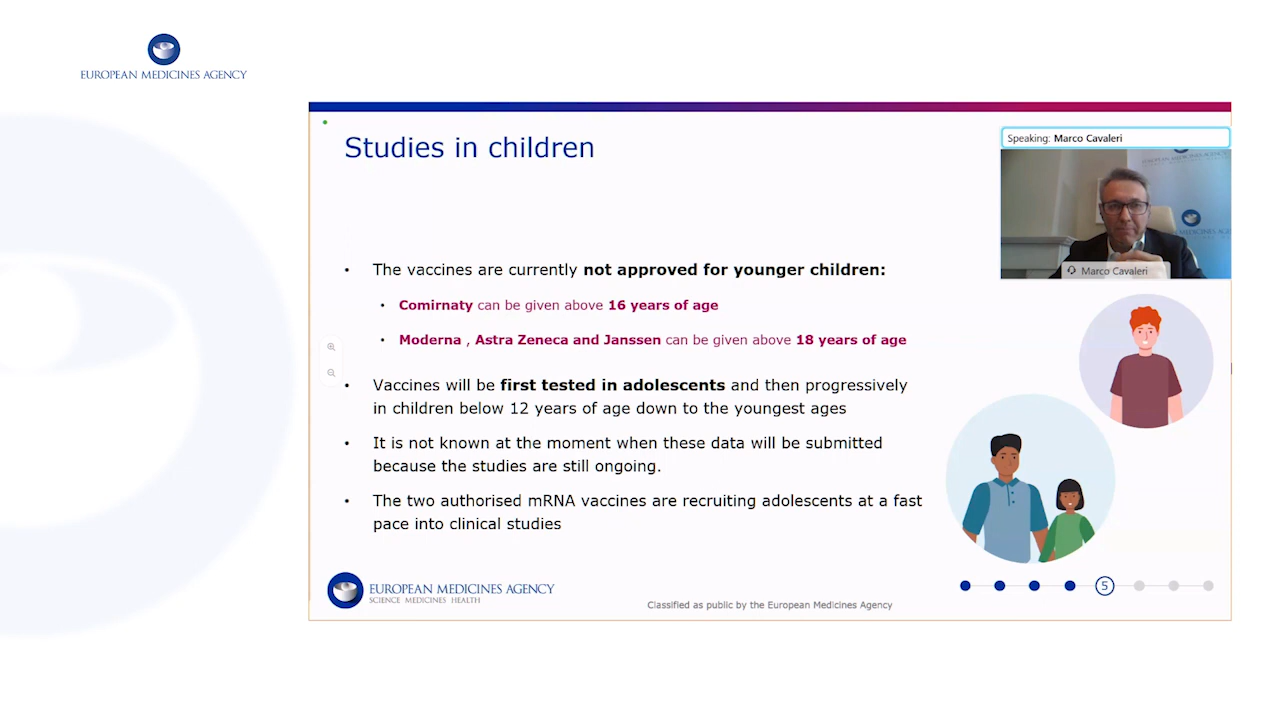 EUROPEAN MEDICINES AGENCY
Studies in children
Speaking: Marco Cavaleri
Marco Cavaleri
• The vaccines are currently not approved for younger children:
• Comirnaty can be given above 16 years of age
• Moderna , Astra Zeneca and Janssen can be given above 18 years of age
• Vaccines will be first tested in adolescents and then progressively
in children below 12 years of age down to the youngest ages
• It is not known at the moment when these data will be submitted
because the studies are still ongoing.
• The two authorised mRNA vaccines are recruiting adolescents at a fast
pace into clinical studies
EUROPEAN MEDICINES AGENCY
SCIENCE MEDICINES HEALTH
5
Classified as public by the European Medicines Agency